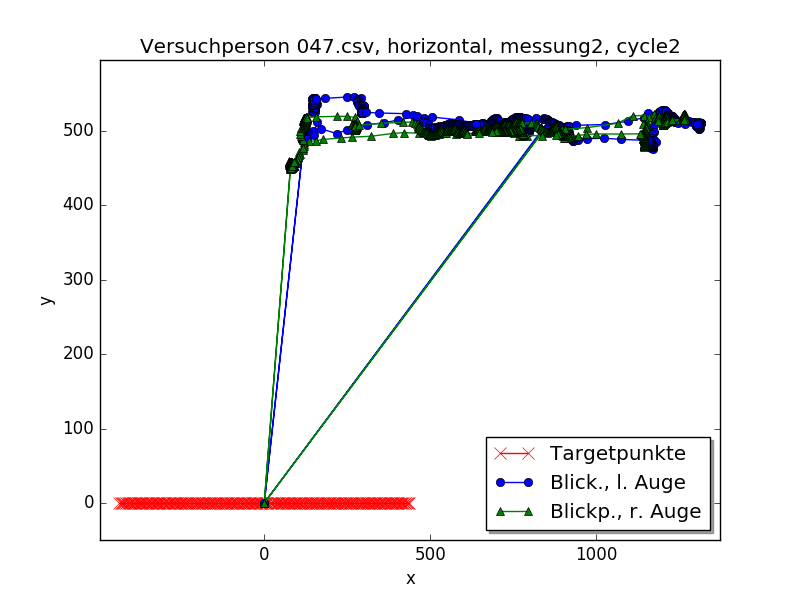 Versuchperson 047.csv, horizontal, messung2, cycle2
500
400
300
200
100
0
y
0
500
1000
x
Targetpunkte
Blick., l. Auge
Blickp., r. Auge